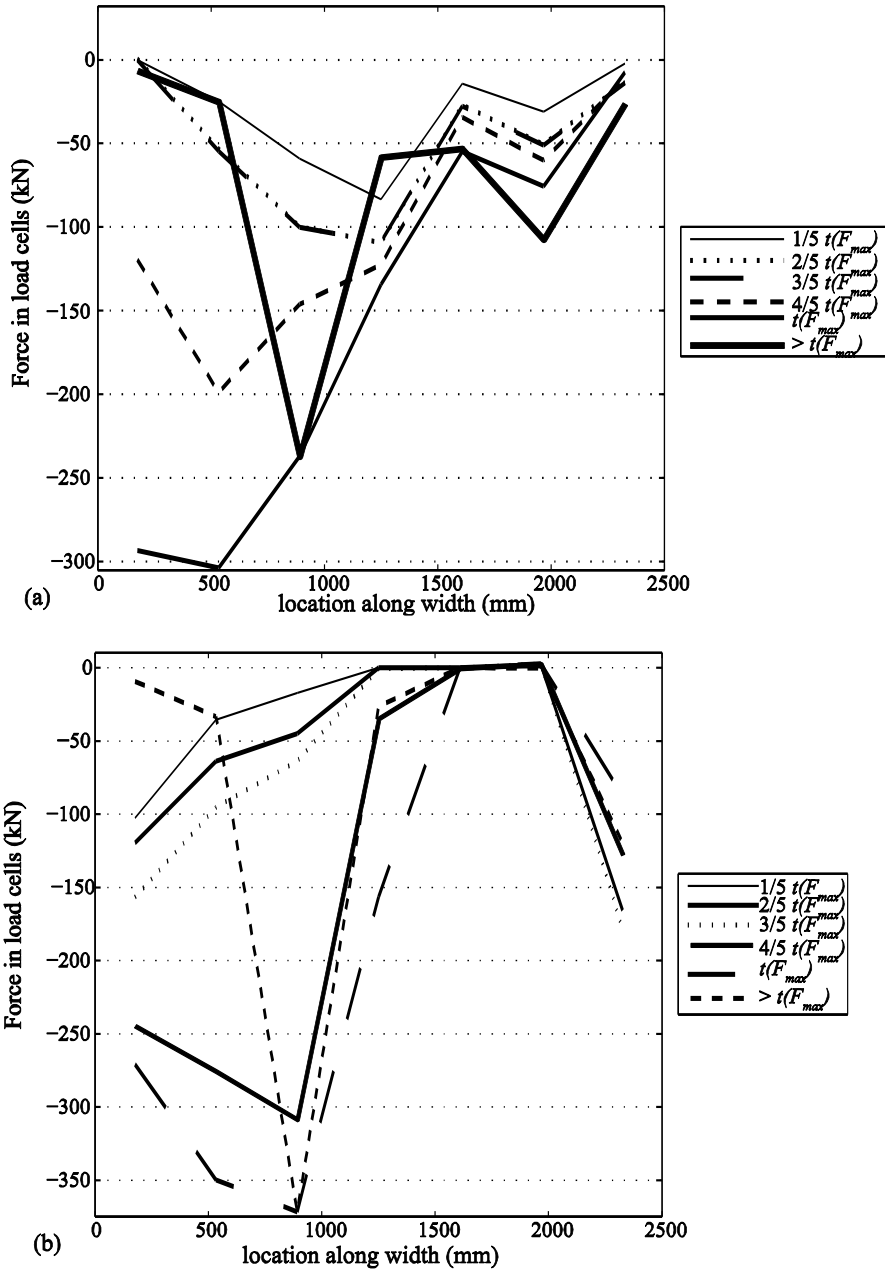 0
−50
−100
−150
−200
−250
−300
Force in load cells (kN)
0
500
1000
1500
2000
2500
location along width (mm)
(a)
1/5 t(Fmax)
2/5 t(Fmax)
3/5 t(Fmax)
4/5 t(Fmax)
t(Fmax)
> t(Fmax)
0
−50
−100
−150
−200
−250
−300
−350
Force in load cells (kN)
0
500
1000
1500
2000
2500
location along width (mm)
(b)
1/5 t(Fmax)
2/5 t(Fmax)
3/5 t(Fmax)
4/5 t(Fmax)
t(Fmax)
> t(Fmax)